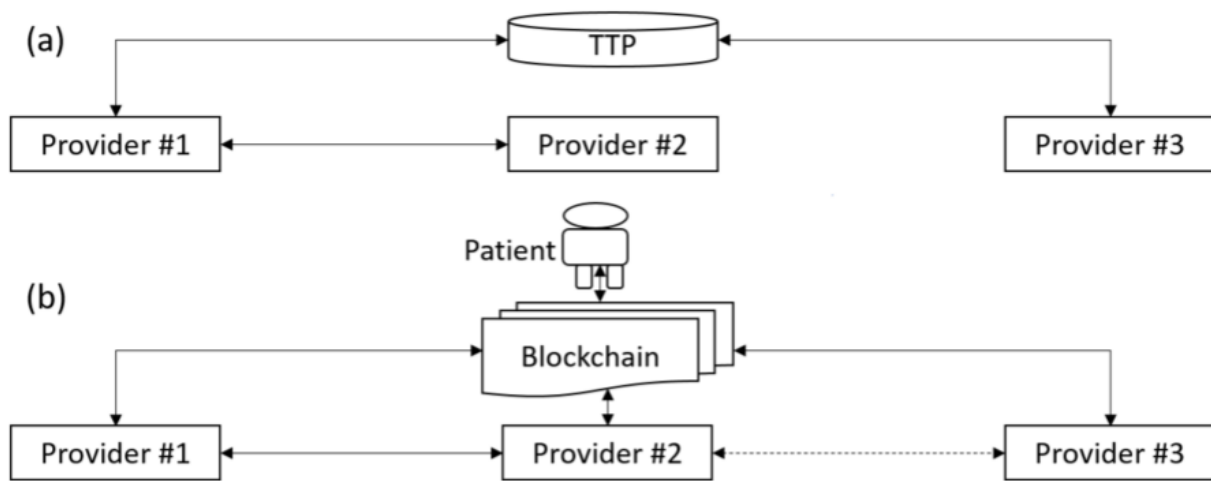 (a)
TTP
Provider #1
Provider #2
Provider #3
Patient
(b)
Blockchain
Provider #1
Provider #2
Provider #3